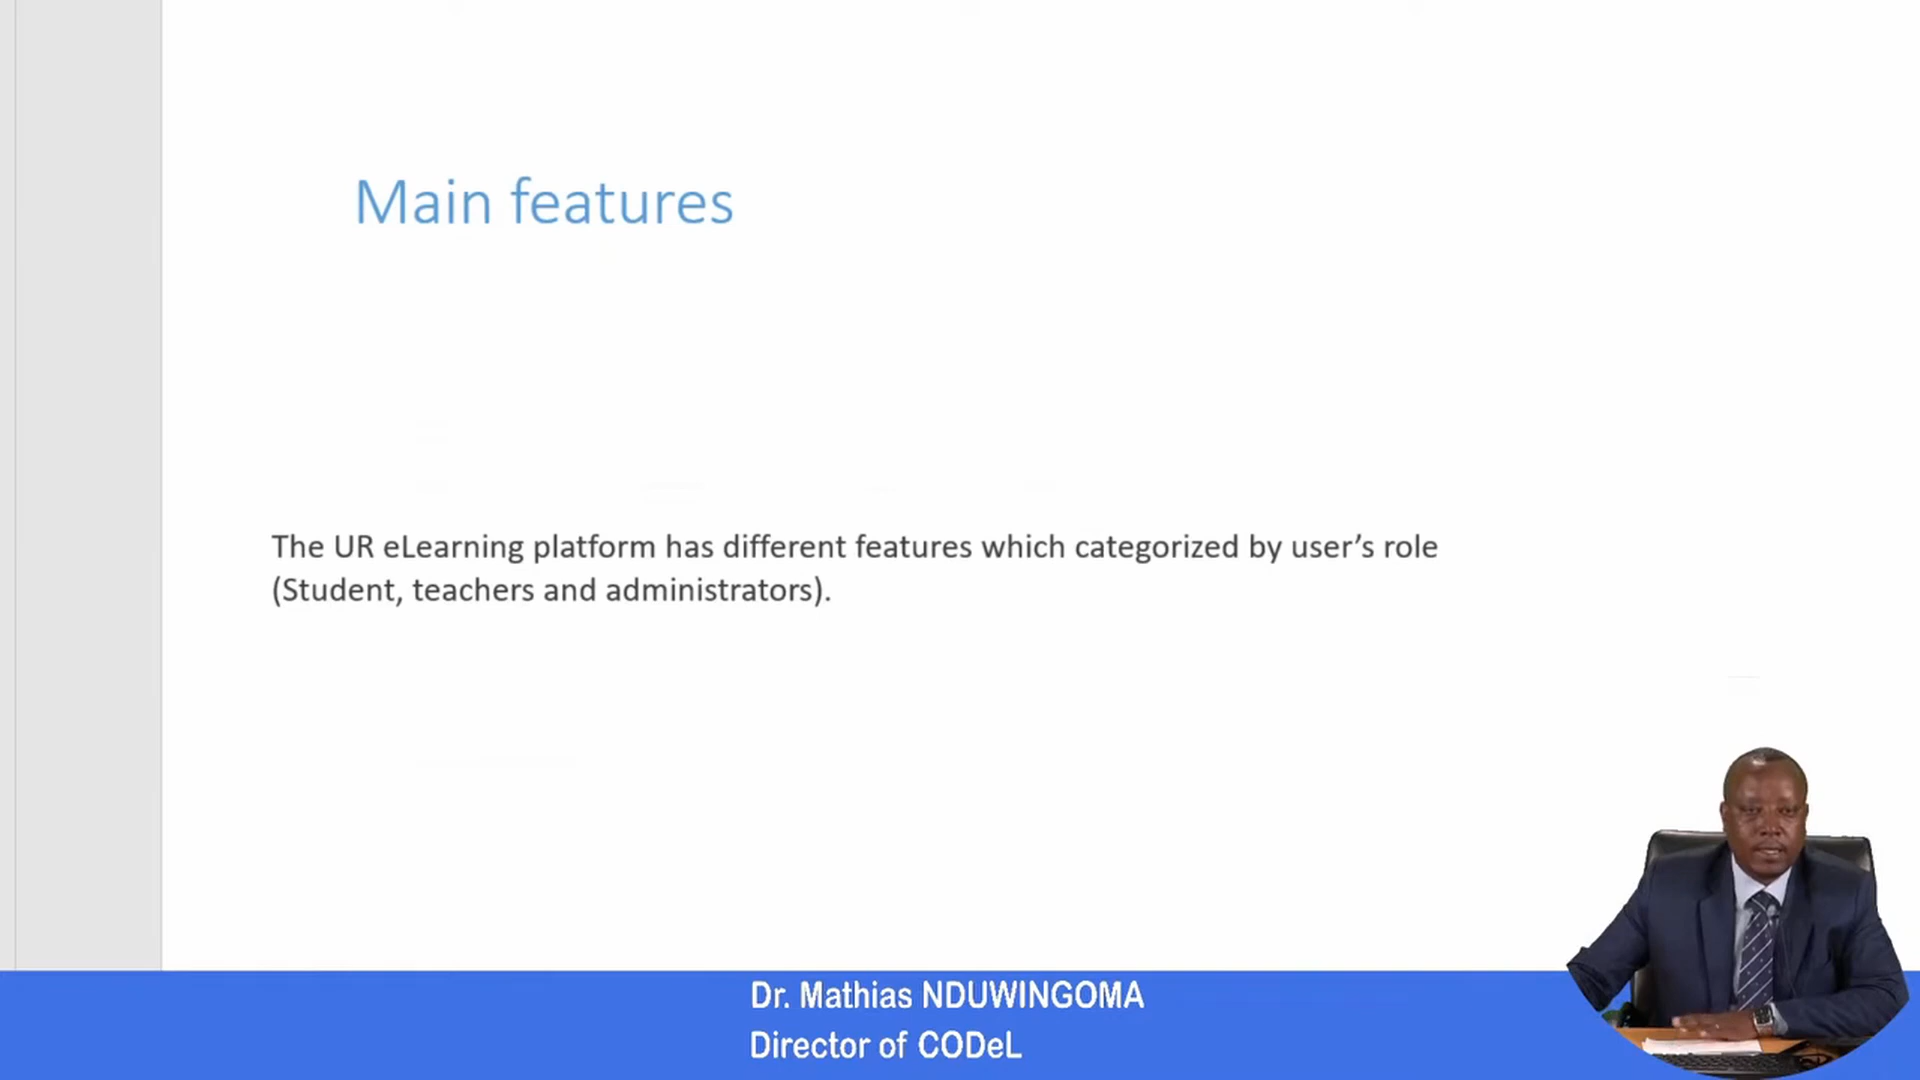 Main features
The UR eLearning platform has different features which categorized by user’s role
(Student, teachers and administrators).
Dr. Mathias NDUWINGOMA
Director of CODeL